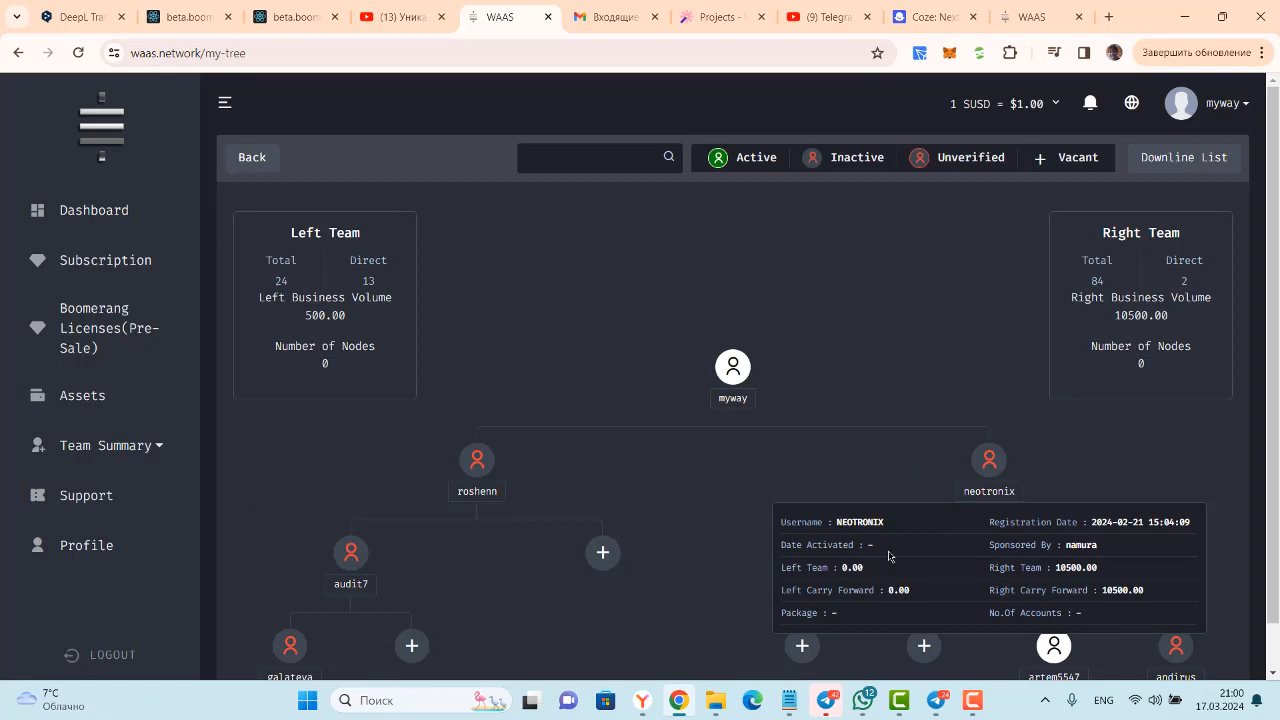 DeepL Tran
beta.boom
beta.boom
(13) Уника
WAAS
Входящие
Projects - V
(2) Telegra
Coze: Nex
WAAS
waas.network/my-tree
Завершить обновление
1 SUSD = $1.00
myway
Back
Active
Inactive
Unverified
Vacant
Downline List
Dashboard
Subscription
Boomerang
Licenses(Pre-
Sale)
Assets
Team Summary
Support
Profile
LOGOUT
Left Team
Total Direct
24 13
Left Business Volume
500.00
Number of Nodes
0
Right Team
Total Direct
84 2
Right Business Volume
10500.00
Number of Nodes
0
myway
roshenn
neotronix
Username : NEOTRONIX Registration Date : 2024-02-21 15:04:09
Date Activated : – Sponsored By : namura
Left Team : 0.00 Right Team : 10500.00
Left Carry Forward : 0.00 Right Carry Forward : 10500.00
Package : – No.Of Accounts : –
audit7
galateya
artem5547
andirus
7°C
Облачно
Поиск
42
12
24
ENG
21:00
17.03.2024